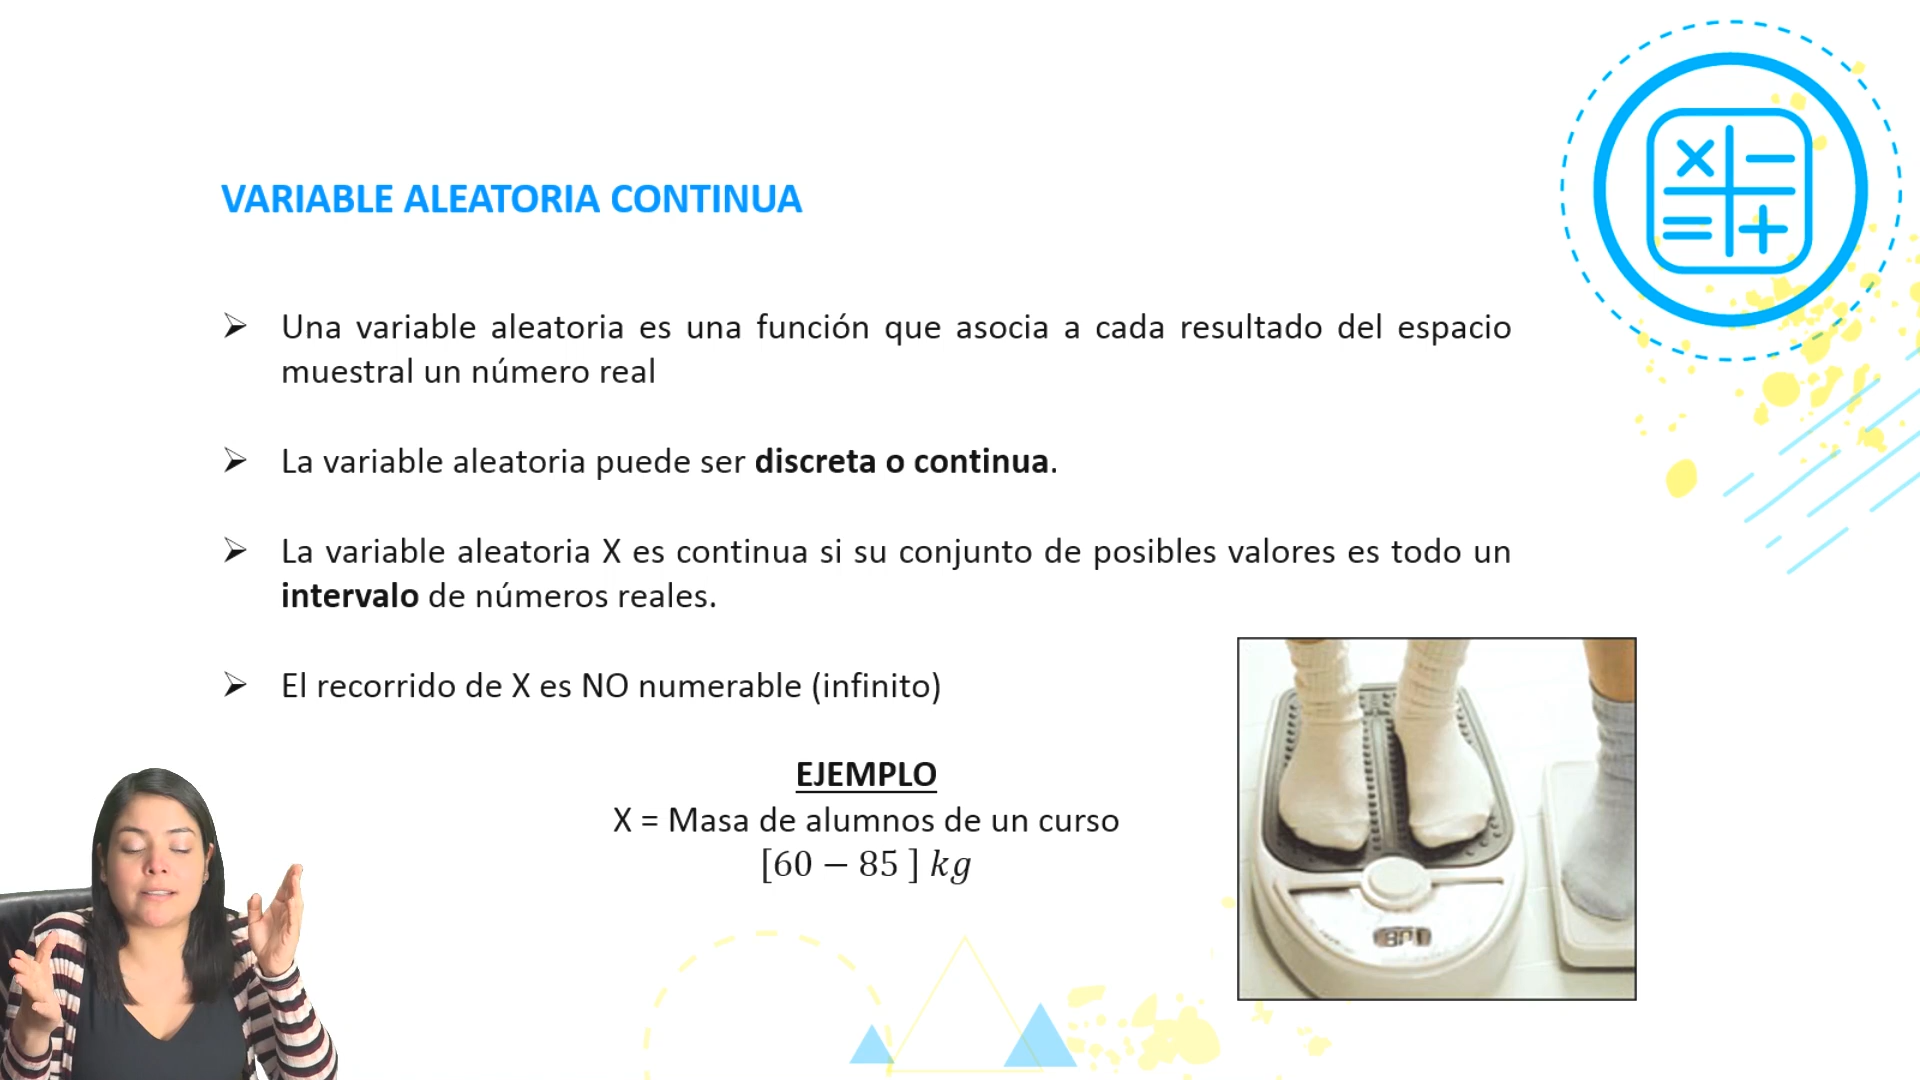 VARIABLE ALEATORIA CONTINUA
Una variable aleatoria es una función que asocia a cada resultado del espacio
muestral un número real
La variable aleatoria puede ser discreta o continua.
La variable aleatoria X es continua si su conjunto de posibles valores es todo un
intervalo de números reales.
El recorrido de X es NO numerable (infinito)
EJEMPLO
X = Masa de alumnos de un curso
[60 − 85 ] kg